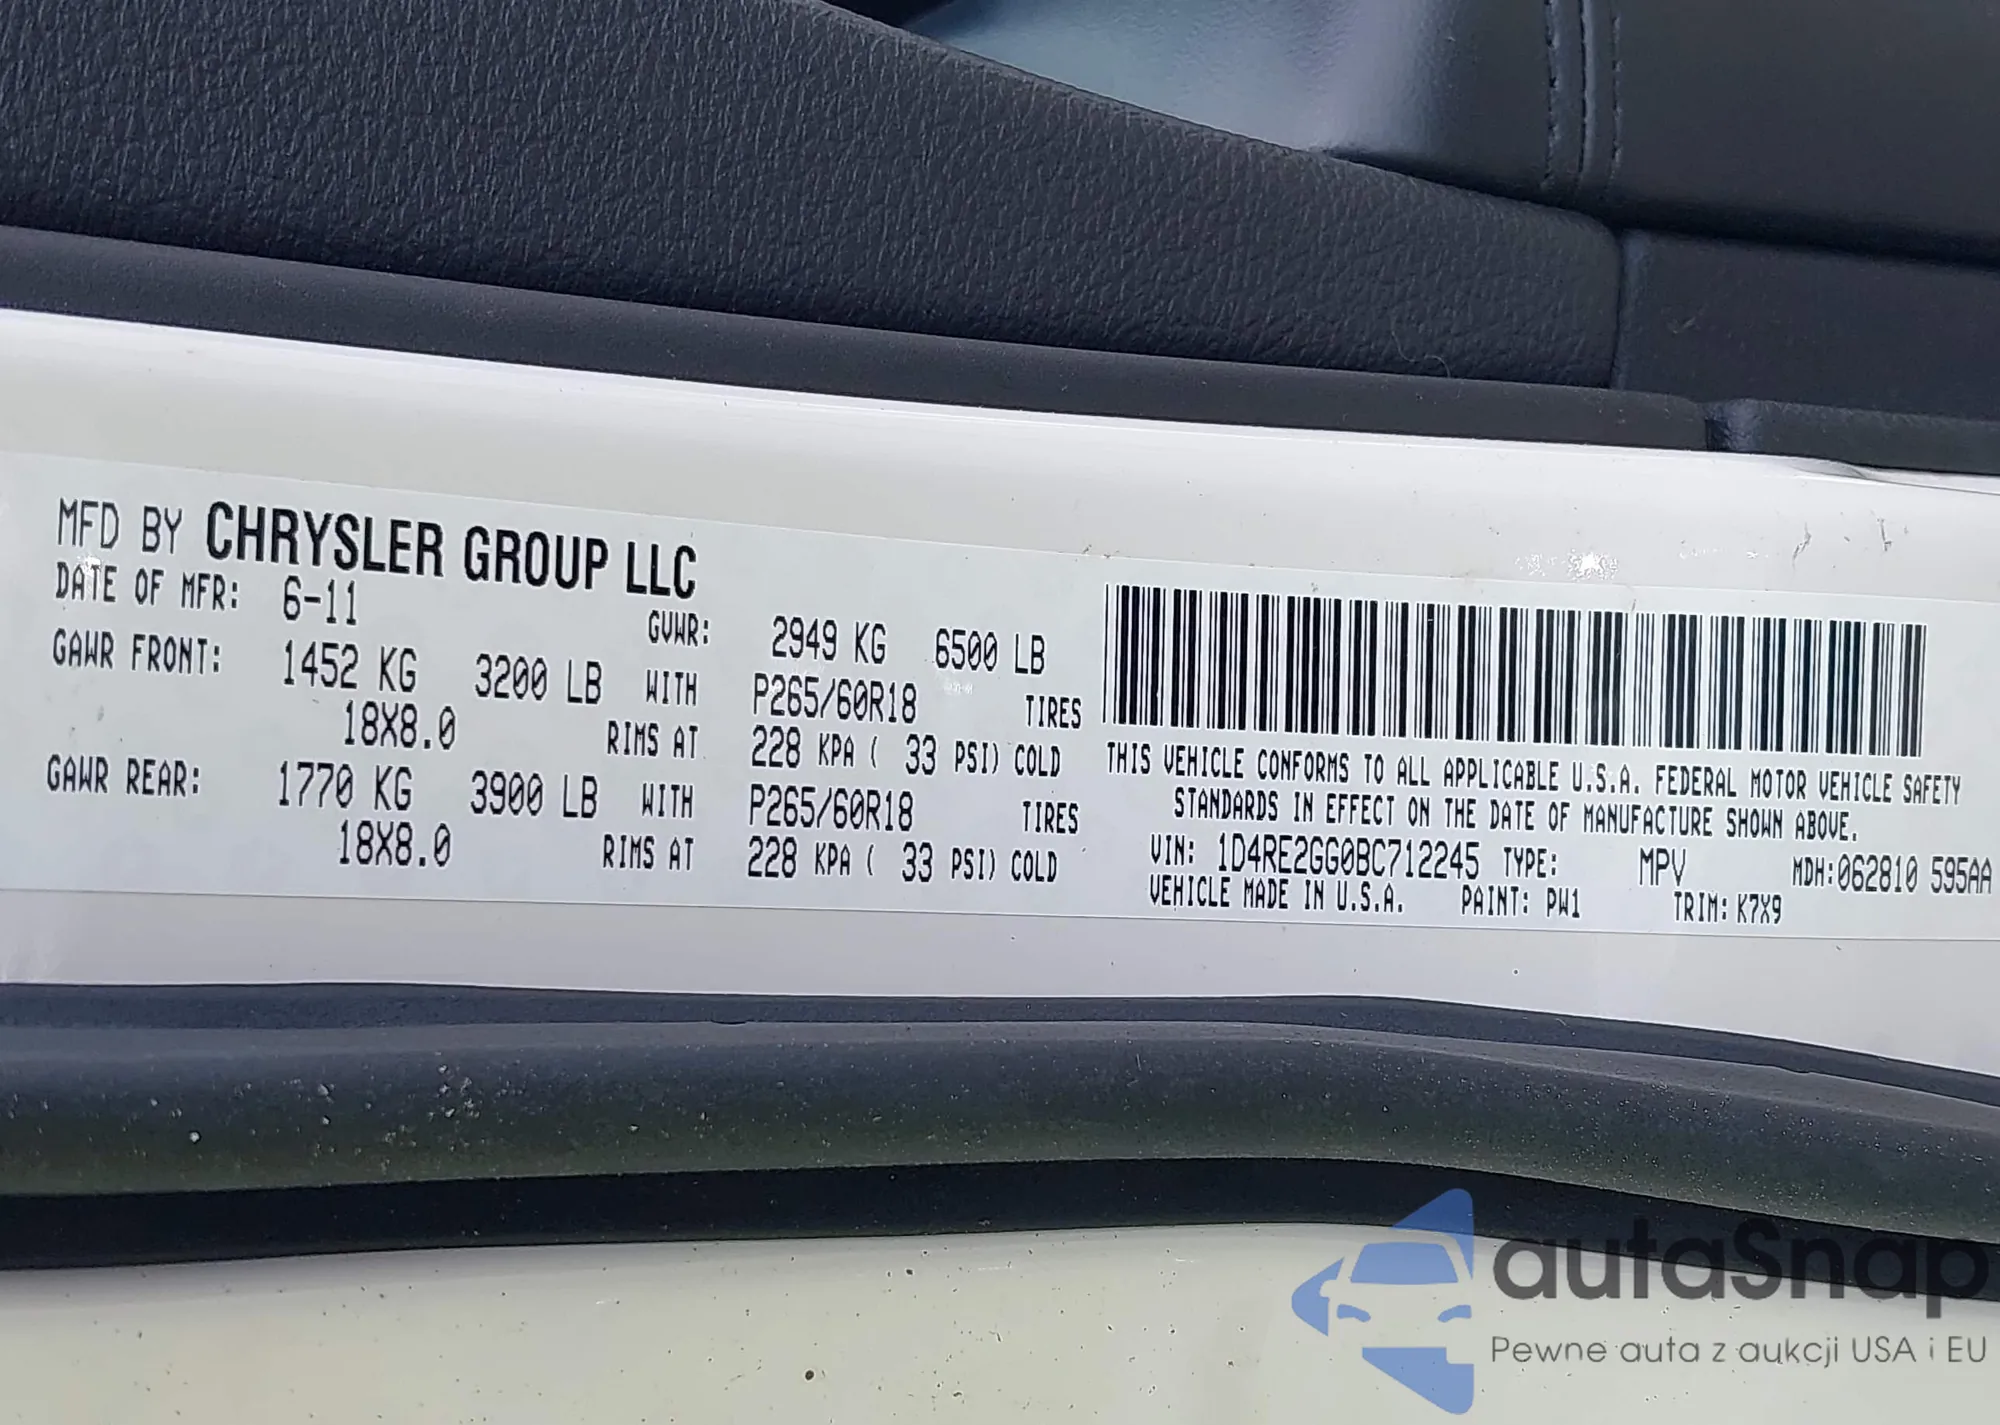 MFD BY CHRYSLER GROUP LLC
DATE OF MFR: 6-11 GVWR: 2949 KG 6500 LB
GAWR FRONT: 1452 KG 3200 LB WITH P265/60R18 TIRES
18X8.0 RIMS AT 228 KPA ( 33 PSI) COLD
GAWR REAR: 1770 KG 3900 LB WITH P265/60R18 TIRES
18X8.0 RIMS AT 228 KPA ( 33 PSI) COLD
THIS VEHICLE CONFORMS TO ALL APPLICABLE U.S.A. FEDERAL MOTOR VEHICLE SAFETY
STANDARDS IN EFFECT ON THE DATE OF MANUFACTURE SHOWN ABOVE.
VIN: 1D4RE2GG0BC712245 TYPE: MPV MDH:062810 595AA
VEHICLE MADE IN U.S.A. PAINT: PW1 TRIM: K7X9
autaSnap
Pewne auta z aukcji USA i EU